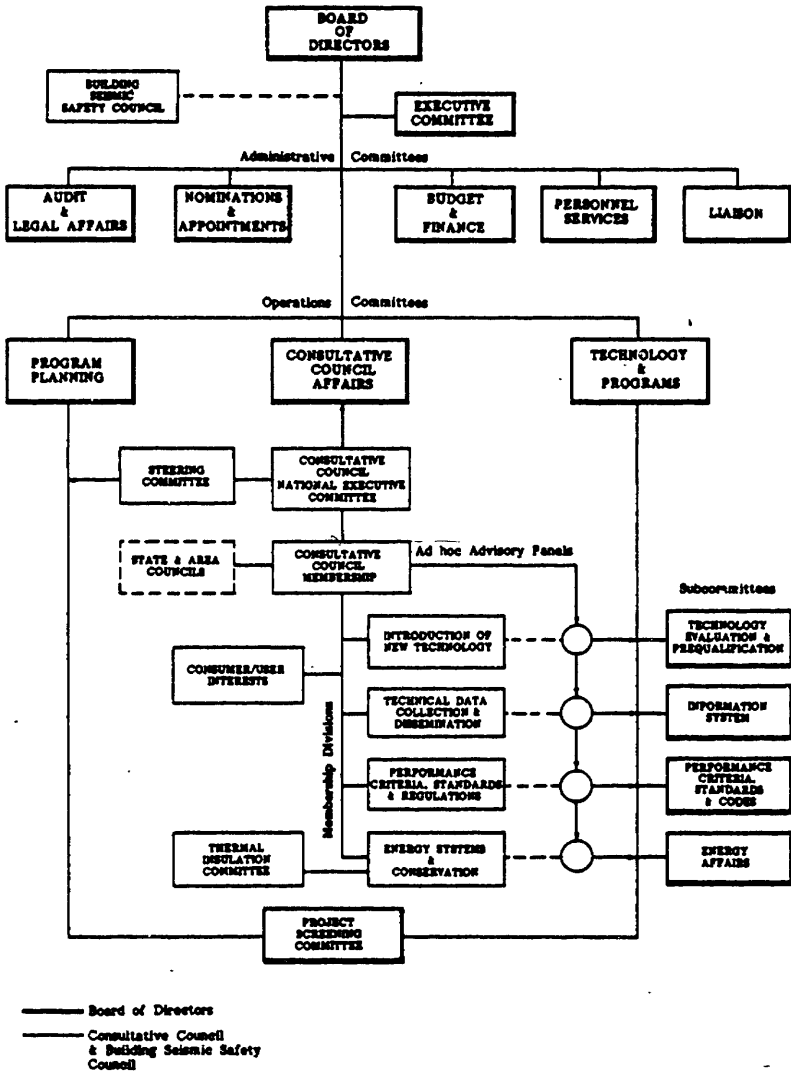 BOARD
OF
DIRECTORS
BUILDING
SEISMIC
SAFETY COUNCIL
EXECUTIVE
COMMITTEE
Administrative Committees
AUDIT
&
LEGAL AFFAIRS
NOMINATIONS
&
APPOINTMENTS
BUDGET
&
FINANCE
PERSONNEL
SERVICES
LIAISON
Operations Committees
PROGRAM
PLANNING
CONSULTATIVE
COUNCIL
AFFAIRS
TECHNOLOGY
&
PROGRAMS
STEERING
COMMITTEE
CONSULTATIVE
COUNCIL
NATIONAL EXECUTIVE
COMMITTEE
STATE & AREA
COUNCILS
CONSULTATIVE
COUNCIL
MEMBERSHIP
Ad hoc Advisory Panels
Subcommittees
Membership Divisions
CONSUMER/USER
INTERESTS
INTRODUCTION OF
NEW TECHNOLOGY
TECHNOLOGY
EVALUATION &
PREQUALIFICATION
TECHNICAL DATA
COLLECTION &
DISSEMINATION
INFORMATION
SYSTEM
PERFORMANCE
CRITERIA, STANDARDS
& REGULATIONS
PERFORMANCE
CRITERIA,
STANDARDS
& CODES
THERMAL
INSULATION
COMMITTEE
ENERGY SYSTEMS
&
CONSERVATION
ENERGY
AFFAIRS
PROJECT
SCREENING
COMMITTEE
Board of Directors
Consultative Council
& Building Seismic Safety
Council